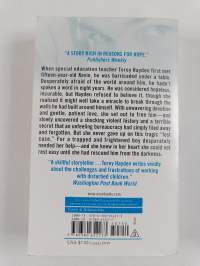 "A STORY RICH IN REASONS FOR HOPE."
Publishers Weekly
When special education teacher Torey Hayden first met
fifteen-year-old Kevin, he was barricaded under a table.
Desperately afraid of the world around him, he hadn't
spoken a word in eight years. He was considered hopeless,
incurable. But Hayden refused to believe it, though she
realized it might well take a miracle to break through the walls
he had built around himself. With unwavering devotion
and gentle, patient love, she set out to free him—and
slowly uncovered a shocking violent history and a terrible
secret that an unfeeling bureaucracy had simply filed away
and forgotten. But she never gave up on this tragic "lost
case." For a trapped and frightened boy desperately
needed her help—and she knew in her heart she could not
rest easy until she had rescued him from the darkness.
"A skillful storyteller... Torey Hayden writes vividly
about the challenges and frustrations of working
with disturbed children."
Washington Post Book World